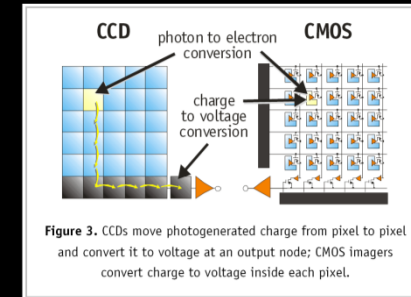 CCD
photon to electron
conversion
CMOS
charge
to voltage
conversion
Figure 3. CCDs move photogenerated charge from pixel to pixel
and convert it to voltage at an output node; CMOS imagers
convert charge to voltage inside each pixel.